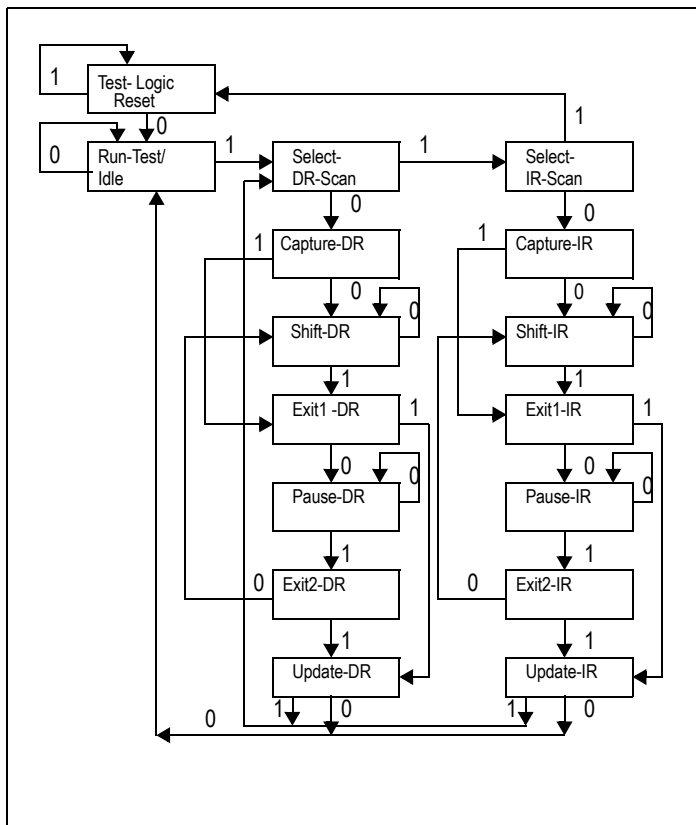 1
Test- Logic
Reset
0
1
0
Run-Test/
Idle
1
Select-
DR-Scan
1
Select-
IR-Scan
0
0
1
Capture-DR
1
Capture-IR
0
0
Shift-DR
0
Shift-IR
0
1
1
Exit1 -DR
1
Exit1-IR
1
0
0
Pause-DR
0
Pause-IR
0
1
1
0
Exit2-DR
0
Exit2-IR
1
1
Update-DR
Update-IR
0
1
0
1
0